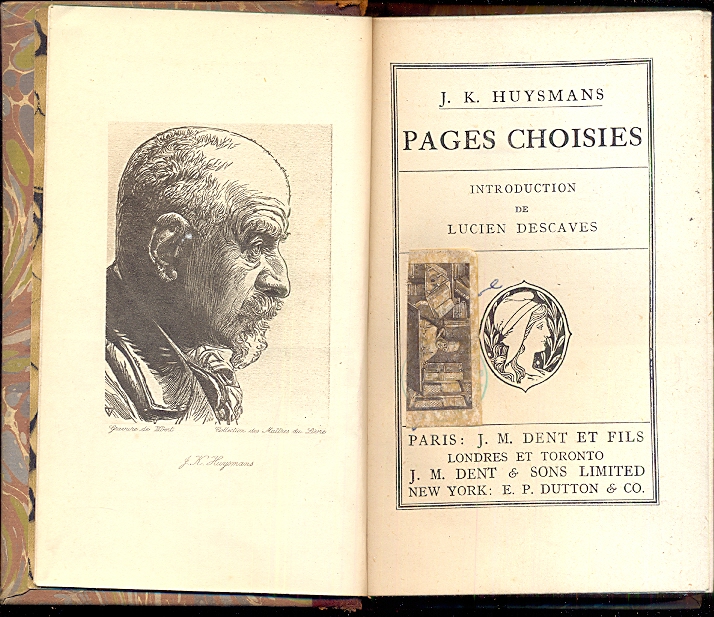 Gravure de Vibert
Collection des Maîtres du Livre
J. K. Huysmans
J. K. HUYSMANS
PAGES CHOISIES
INTRODUCTION
DE
LUCIEN DESCAVES
PARIS: J. M. DENT ET FILS
LONDRES ET TORONTO
J. M. DENT & SONS LIMITED
NEW YORK: E. P. DUTTON & CO.